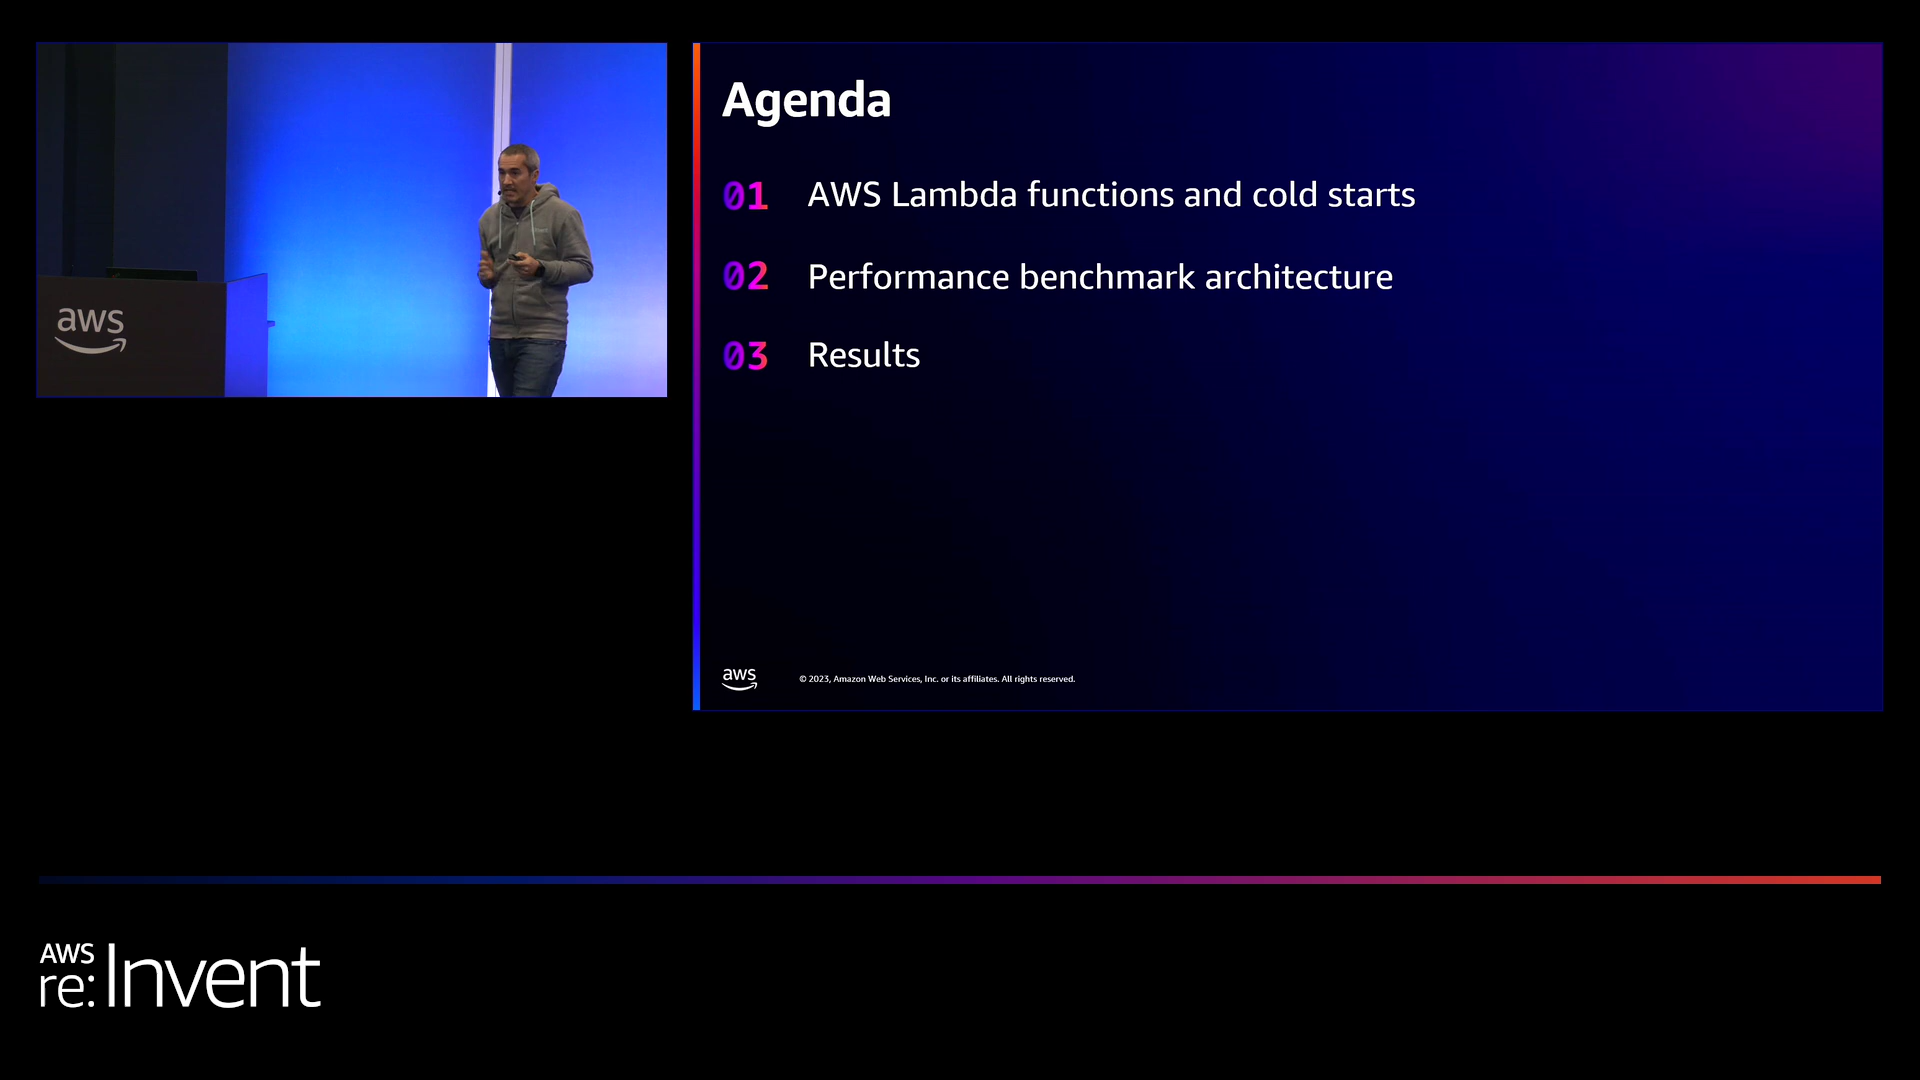 aws
Agenda
01 AWS Lambda functions and cold starts
02 Performance benchmark architecture
03 Results
aws
© 2023, Amazon Web Services, Inc. or its affiliates. All rights reserved.
AWS
re:Invent